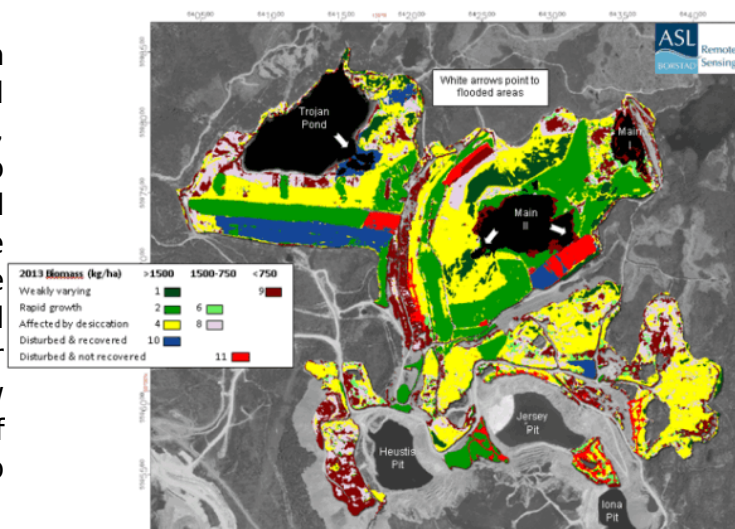 ASL
BORSTAD
Remote
Sensing
White arrows point to
flooded areas
Trojan
Pond
Main
I
Main
II
2013 Biomass (kg/ha) >1500 1500-750 <750
Weakly varying 1 9
Rapid growth 2 6
Affected by desiccation 4 8
Disturbed & recovered 10
Disturbed & not recovered 11
Jersey
Pit
Heustis
Pit
Iona
Pit